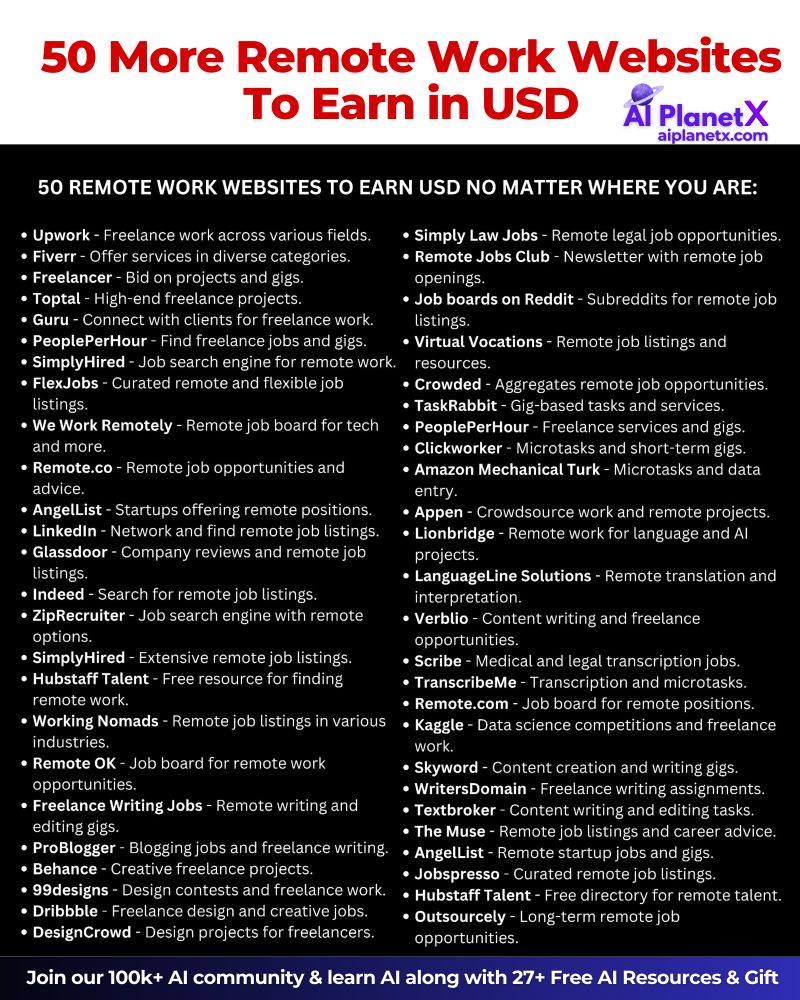 50 More Remote Work Websites
To Earn in USD
AI PlanetX
aiplanetx.com
50 REMOTE WORK WEBSITES TO EARN USD NO MATTER WHERE YOU ARE:
• Upwork - Freelance work across various fields.
• Fiverr - Offer services in diverse categories.
• Freelancer - Bid on projects and gigs.
• Toptal - High-end freelance projects.
• Guru - Connect with clients for freelance work.
• PeoplePerHour - Find freelance jobs and gigs.
• SimplyHired - Job search engine for remote work.
• FlexJobs - Curated remote and flexible job
listings.
• We Work Remotely - Remote job board for tech
and more.
• Remote.co - Remote job opportunities and
advice.
• AngelList - Startups offering remote positions.
• LinkedIn - Network and find remote job listings.
• Glassdoor - Company reviews and remote job
listings.
• Indeed - Search for remote job listings.
• ZipRecruiter - Job search engine with remote
options.
• SimplyHired - Extensive remote job listings.
• Hubstaff Talent - Free resource for finding
remote work.
• Working Nomads - Remote job listings in various
industries.
• Remote OK - Job board for remote work
opportunities.
• Freelance Writing Jobs - Remote writing and
editing gigs.
• ProBlogger - Blogging jobs and freelance writing.
• Behance - Creative freelance projects.
• 99designs - Design contests and freelance work.
• Dribbble - Freelance design and creative jobs.
• DesignCrowd - Design projects for freelancers.
• Simply Law Jobs - Remote legal job opportunities.
• Remote Jobs Club - Newsletter with remote job
openings.
• Job boards on Reddit - Subreddits for remote job
listings.
• Virtual Vocations - Remote job listings and
resources.
• Crowded - Aggregates remote job opportunities.
• TaskRabbit - Gig-based tasks and services.
• PeoplePerHour - Freelance services and gigs.
• Clickworker - Microtasks and short-term gigs.
• Amazon Mechanical Turk - Microtasks and data
entry.
• Appen - Crowdsource work and remote projects.
• Lionbridge - Remote work for language and AI
projects.
• LanguageLine Solutions - Remote translation and
interpretation.
• Verblio - Content writing and freelance
opportunities.
• Scribe - Medical and legal transcription jobs.
• TranscribeMe - Transcription and microtasks.
• Remote.com - Job board for remote positions.
• Kaggle - Data science competitions and freelance
work.
• Skyword - Content creation and writing gigs.
• WritersDomain - Freelance writing assignments.
• Textbroker - Content writing and editing tasks.
• The Muse - Remote job listings and career advice.
• AngelList - Remote startup jobs and gigs.
• Jobspresso - Curated remote job listings.
• Hubstaff Talent - Free directory for remote talent.
• Outsourcely - Long-term remote job
opportunities.
Join our 100k+ AI community & learn AI along with 27+ Free AI Resources & Gift